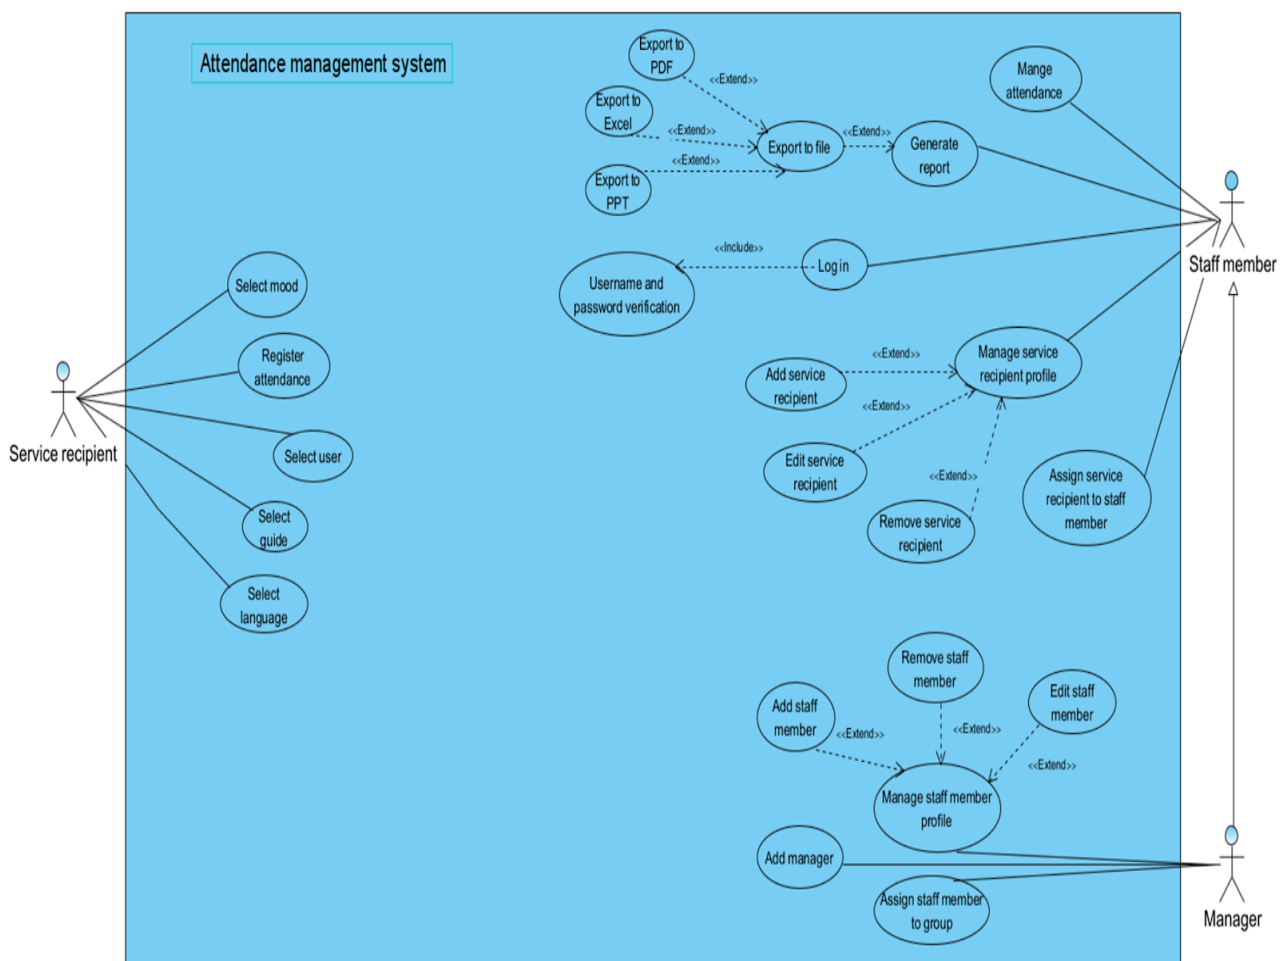 Attendance management system
Export to
PDF
<<Extend>>
Mange
attendance
Export to
Excel
<<Extend>>
Export to file
<<Extend>>
Generate
report
<<Extend>>
Export to
PPT
Staff member
<<Include>>
Log in
Username and
password verification
Select mood
Register
attendance
Service recipient
Select user
Select
guide
Select
language
<<Extend>>
Manage service
recipient profile
Add service
recipient
<<Extend>>
Edit service
recipient
<<Extend>>
Remove service
recipient
Assign service
recipient to staff
member
Remove staff
member
Add staff
member
<<Extend>>
<<Extend>>
Edit staff
member
<<Extend>>
Manage staff member
profile
Add manager
Assign staff member
to group
Manager